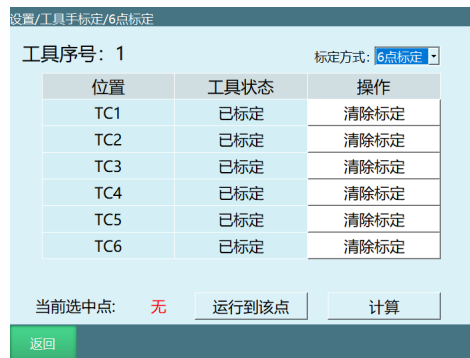 设置/工具手标定/6点标定
工具序号：1 标定方式：6点标定
位置 工具状态 操作
TC1 已标定 清除标定
TC2 已标定 清除标定
TC3 已标定 清除标定
TC4 已标定 清除标定
TC5 已标定 清除标定
TC6 已标定 清除标定
当前选中点: 无 运行到该点 计算
返回